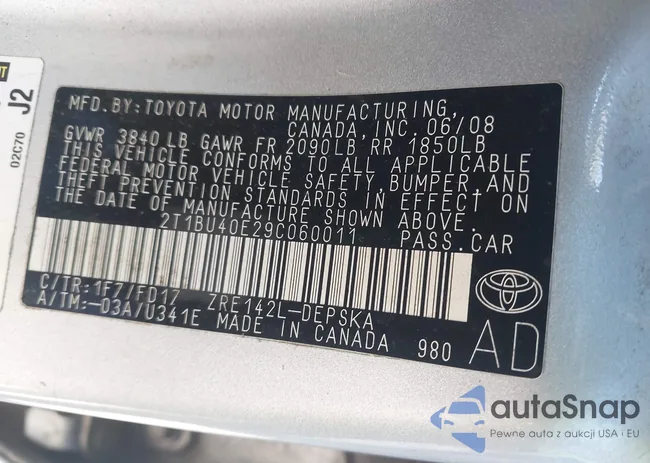 J2
02C70
MFD. BY: TOYOTA MOTOR MANUFACTURING,
CANADA, INC. 06/08
GVWR 3840 LB GAWR FR 2090LB RR 1850LB
THIS VEHICLE CONFORMS TO ALL APPLICABLE
FEDERAL MOTOR VEHICLE SAFETY, BUMPER, AND
THEFT PREVENTION STANDARDS IN EFFECT ON
THE DATE OF MANUFACTURE SHOWN ABOVE.
2T1BU40E29C060011 PASS. CAR
C/TR: 1F7/FD17 ZRE142L-DEPSKA
A/TM: -03A/U341E MADE IN CANADA 980
AD
autaSnap
Pewne auta z aukcji USA i EU